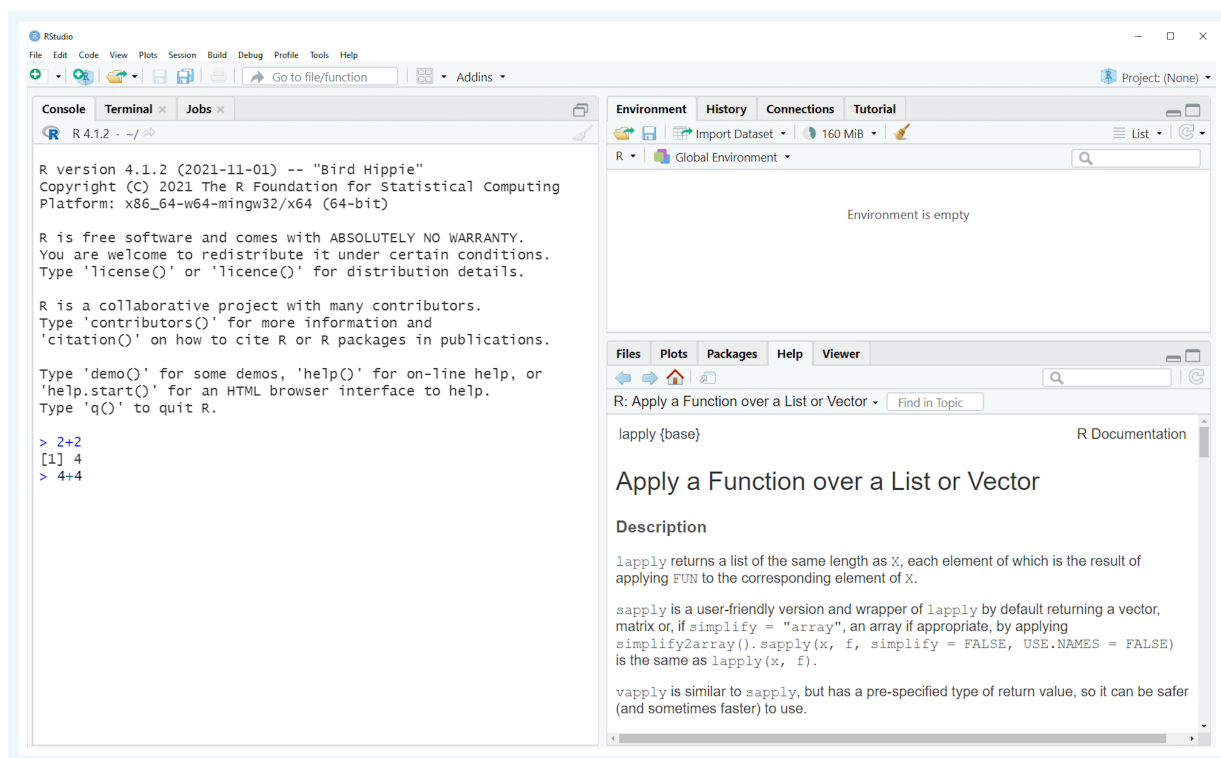 RStudio
File Edit Code View Plots Session Build Debug Profile Tools Help
Go to file/function
Addins
Project: (None)
Console Terminal Jobs
R 4.1.2 · ~/
R version 4.1.2 (2021-11-01) -- "Bird Hippie"
Copyright (C) 2021 The R Foundation for Statistical Computing
Platform: x86_64-w64-mingw32/x64 (64-bit)
R is free software and comes with ABSOLUTELY NO WARRANTY.
You are welcome to redistribute it under certain conditions.
Type 'license()' or 'licence()' for distribution details.
R is a collaborative project with many contributors.
Type 'contributors()' for more information and
'citation()' on how to cite R or R packages in publications.
Type 'demo()' for some demos, 'help()' for on-line help, or
'help.start()' for an HTML browser interface to help.
Type 'q()' to quit R.
> 2+2
[1] 4
> 4+4
Environment History Connections Tutorial
Import Dataset 160 MiB List
R Global Environment
Environment is empty
Files Plots Packages Help Viewer
R: Apply a Function over a List or Vector Find in Topic
lapply {base} R Documentation
Apply a Function over a List or Vector
Description
lapply returns a list of the same length as X, each element of which is the result of
applying FUN to the corresponding element of X.
sapply is a user-friendly version and wrapper of lapply by default returning a vector,
matrix or, if simplify = "array", an array if appropriate, by applying
simplify2array(). sapply(x, f, simplify = FALSE, USE.NAMES = FALSE)
is the same as lapply(x, f).
vapply is similar to sapply, but has a pre-specified type of return value, so it can be safer
(and sometimes faster) to use.